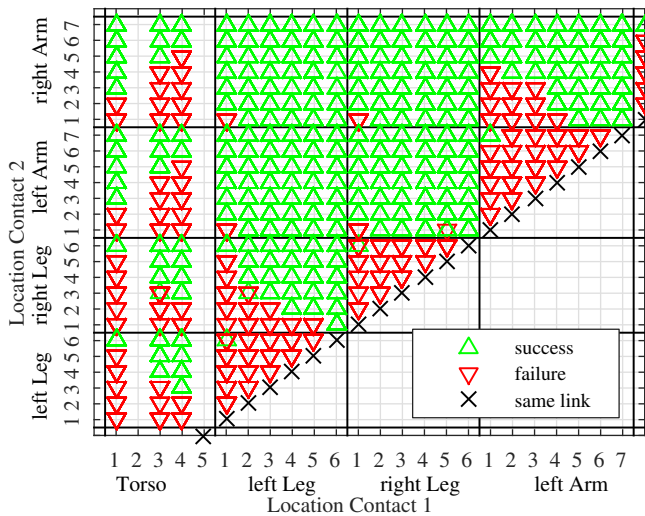 Location Contact 2
right Arm
1 2 3 4 5 6 7
left Arm
1 2 3 4 5 6 7
right Leg
1 2 3 4 5 6
left Leg
1 2 3 4 5 6
success
failure
same link
1 2 3 4 5 1 2 3 4 5 6 1 2 3 4 5 6 1 2 3 4 5 6 7
Torso left Leg right Leg left Arm
Location Contact 1